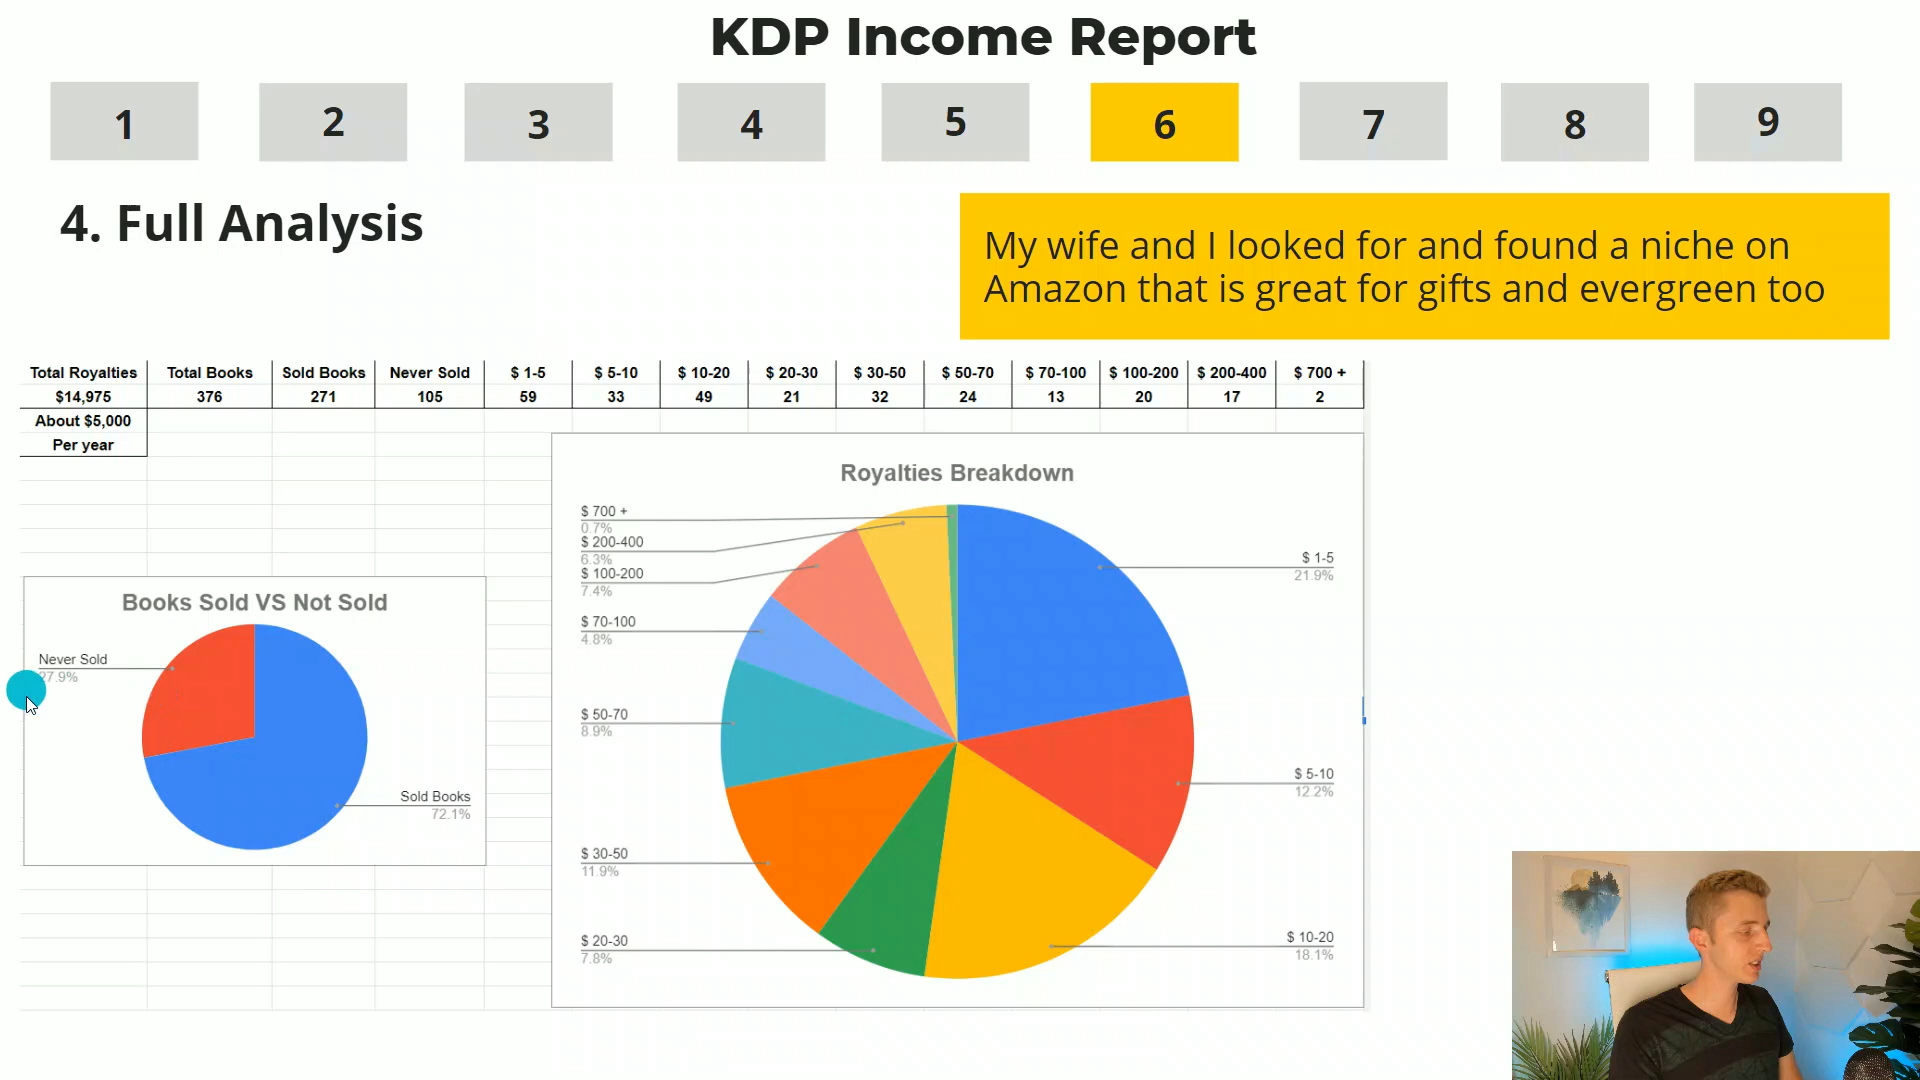 KDP Income Report
1 2 3 4 5 6 7 8 9
4. Full Analysis
My wife and I looked for and found a niche on
Amazon that is great for gifts and evergreen too
Total Royalties Total Books Sold Books Never Sold $ 1-5 $ 5-10 $ 10-20 $ 20-30 $ 30-50 $ 50-70 $ 70-100 $ 100-200 $ 200-400 $ 700 +
$14,975 376 271 105 59 33 49 21 32 24 13 20 17 2
About $5,000
Per year
Books Sold VS Not Sold
Never Sold
27.9%
Sold Books
72.1%
Royalties Breakdown
$ 700 +
0.7%
$ 200-400
6.3%
$ 100-200
7.4%
$ 70-100
4.8%
$ 50-70
8.9%
$ 30-50
11.9%
$ 20-30
7.8%
$ 1-5
21.9%
$ 5-10
12.2%
$ 10-20
18.1%